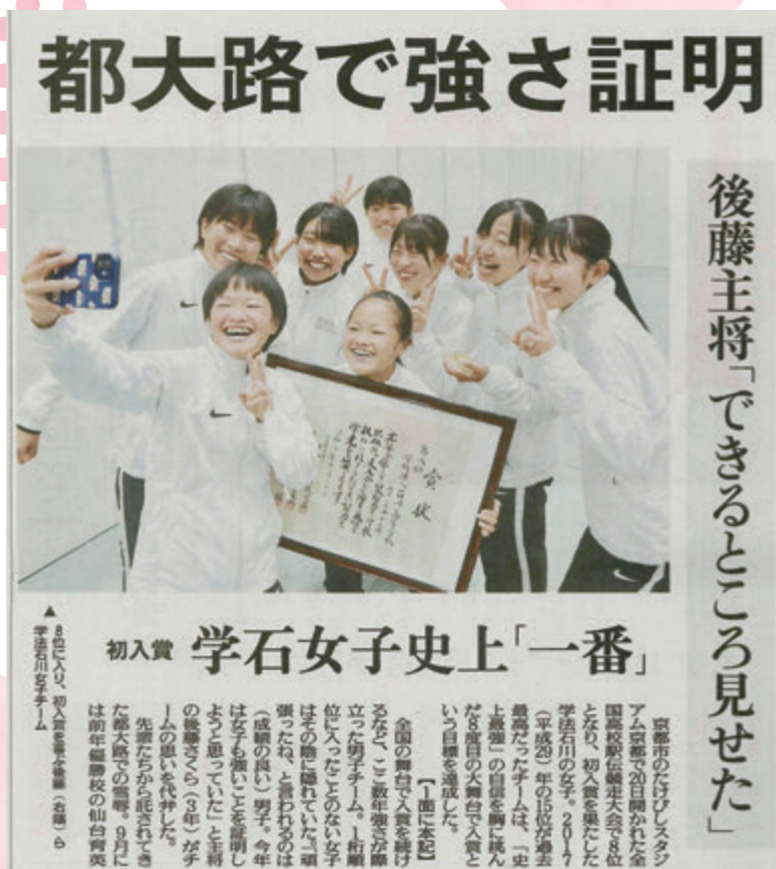 都大路で強さ証明
後藤主将「できるところ見せた」
賞状
▲8位に入り、初入賞を喜ぶ後藤（右端）ら
学法石川女子チーム
初入賞 学石女子史上「一番」
京都市のたけびしスタジ
アム京都で20日開かれた全
国高校駅伝競走大会で8位
となり、初入賞を果たした
学法石川の女子。2017
（平成29）年の15位が過去
最高だったチームは、「史
上最強」の自信を胸に挑ん
だ8度目の大舞台で入賞と
いう目標を達成した。
【1面に本記】
全国の舞台で入賞を続け
るなど、ここ数年強さが際
立った男子チーム。1桁順
位に入ったことのない女子
はその陰に隠れていた。「頑
張ったね、と言われるのは
（成績の良い）男子。今年
は女子も強いことを証明し
ようと思っていた」と主将
の後藤さくら（3年）がチ
ームの思いを代弁した。
先輩たちから託されてき
た都大路での雪辱。9月に
は前年優勝校の仙台育英